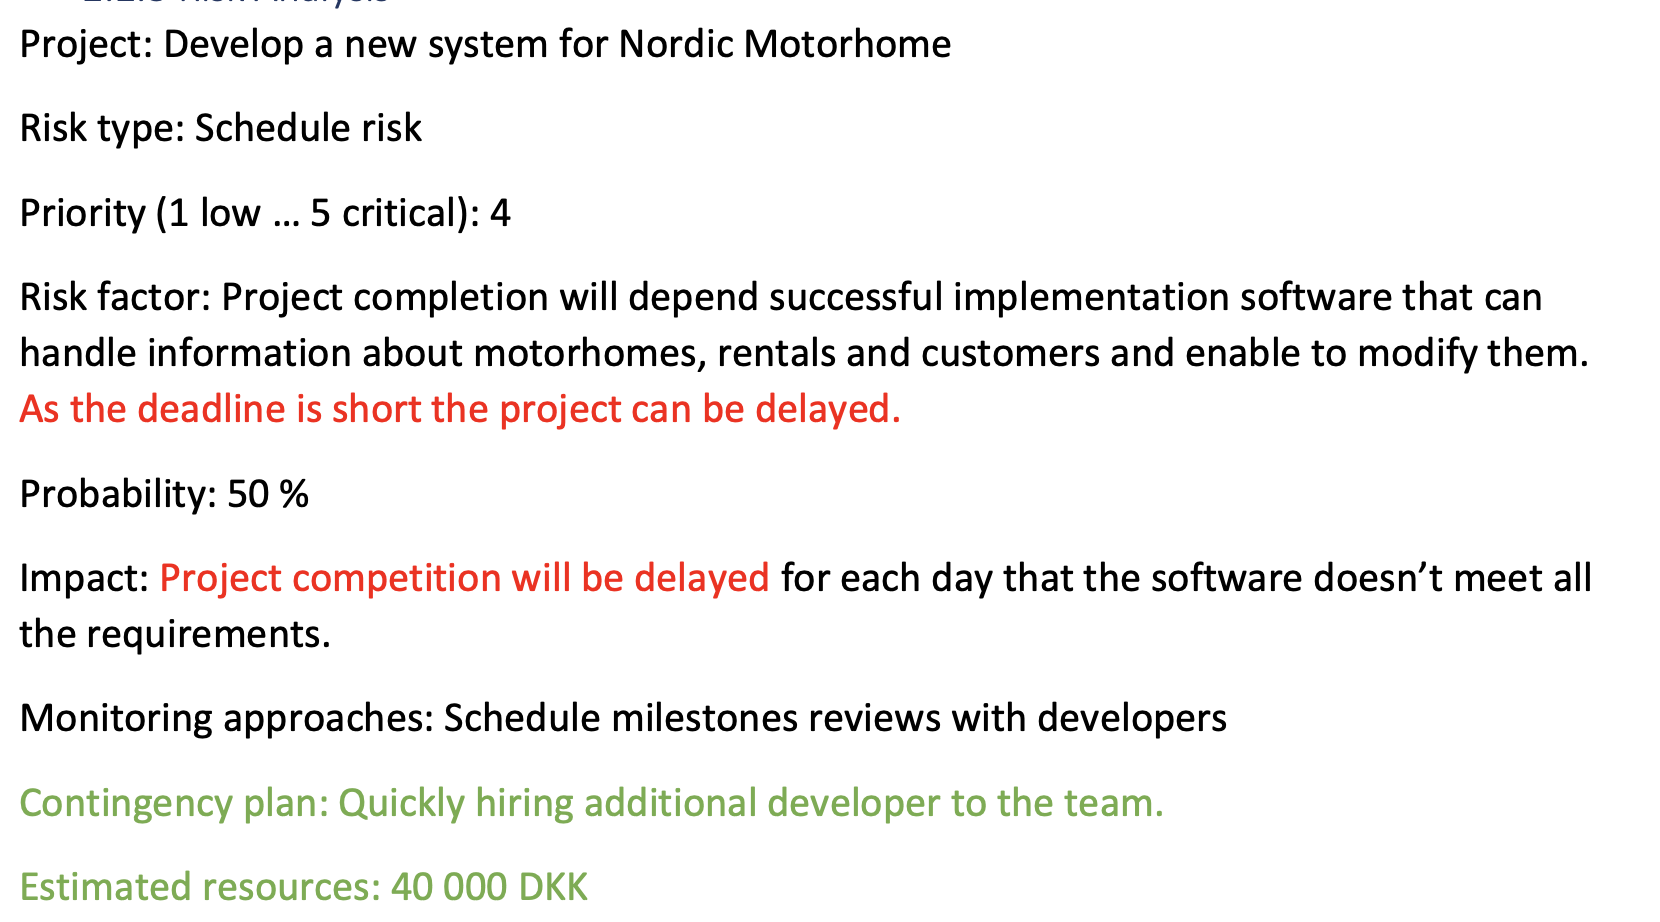 Project: Develop a new system for Nordic Motorhome
Risk type: Schedule risk
Priority (1 low ... 5 critical): 4
Risk factor: Project completion will depend successful implementation software that can
handle information about motorhomes, rentals and customers and enable to modify them.
As the deadline is short the project can be delayed.
Probability: 50 %
Impact: Project competition will be delayed for each day that the software doesn’t meet all
the requirements.
Monitoring approaches: Schedule milestones reviews with developers
Contingency plan: Quickly hiring additional developer to the team.
Estimated resources: 40 000 DKK